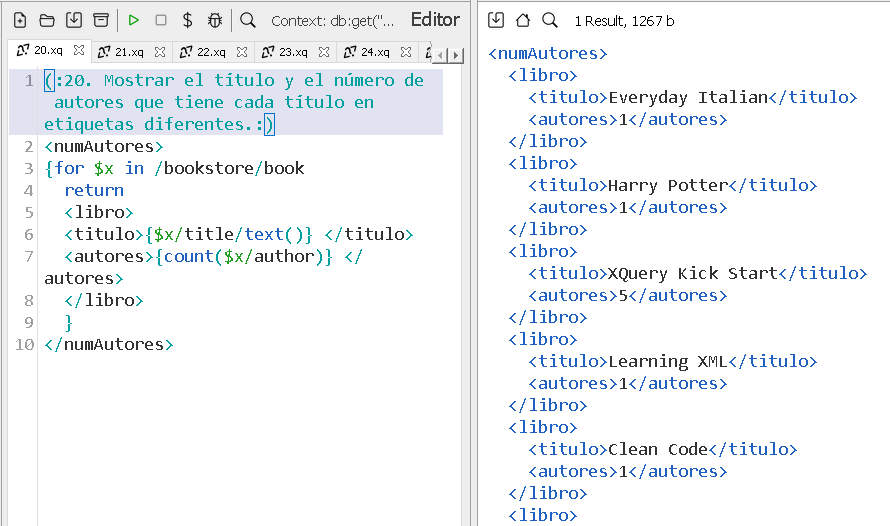 Context: db:get("... Editor
20.xq 21.xq 22.xq 23.xq 24.xq
1 (:20. Mostrar el título y el número de
autores que tiene cada título en
etiquetas diferentes.:)
2 <numAutores>
3 {for $x in /bookstore/book
4 return
5 <libro>
6 <titulo>{$x/title/text()} </titulo>
7 <autores>{count($x/author)} </
autores>
8 </libro>
9 }
10 </numAutores>
1 Result, 1267 b
<numAutores>
<libro>
<titulo>Everyday Italian</titulo>
<autores>1</autores>
</libro>
<libro>
<titulo>Harry Potter</titulo>
<autores>1</autores>
</libro>
<libro>
<titulo>XQuery Kick Start</titulo>
<autores>5</autores>
</libro>
<libro>
<titulo>Learning XML</titulo>
<autores>1</autores>
</libro>
<libro>
<titulo>Clean Code</titulo>
<autores>1</autores>
</libro>
<libro>